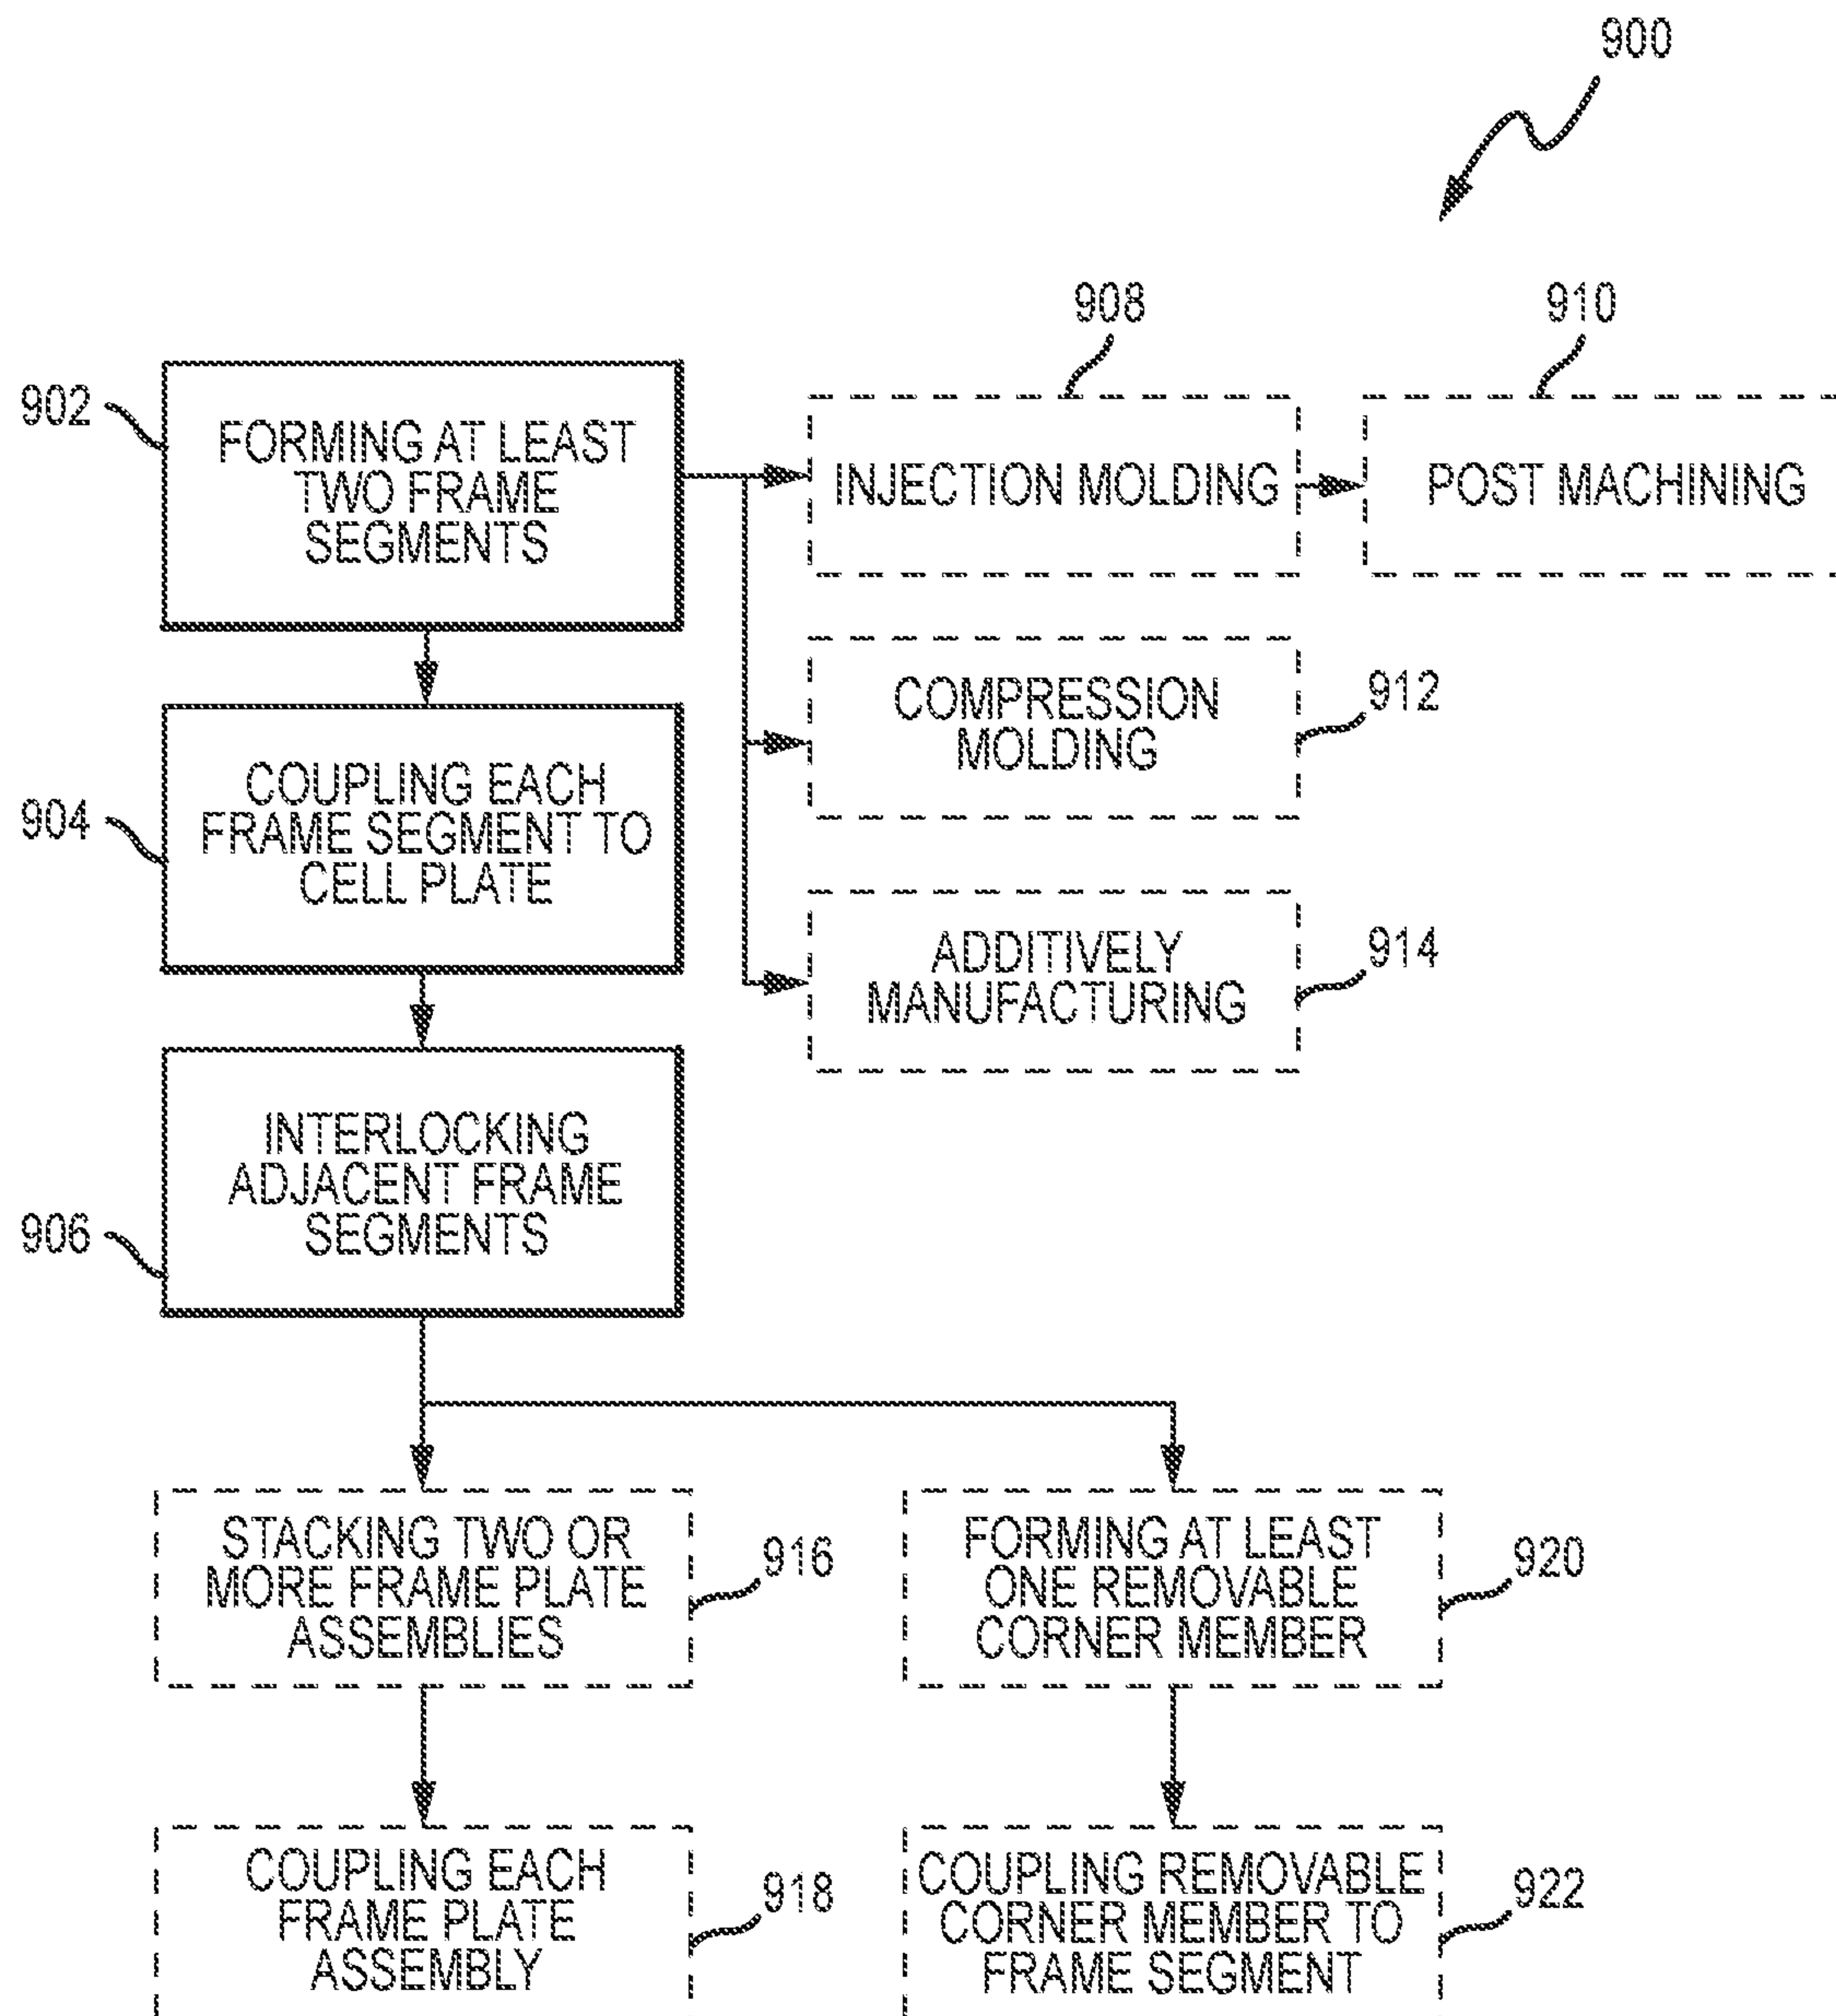 900
908
910
902
FORMING AT LEAST
TWO FRAME
SEGMENTS
INJECTION MOLDING
POST MACHINING
904
COUPLING EACH
FRAME SEGMENT TO
CELL PLATE
COMPRESSION
MOLDING
912
ADDITIVELY
MANUFACTURING
914
906
INTERLOCKING
ADJACENT FRAME
SEGMENTS
STACKING TWO OR
MORE FRAME PLATE
ASSEMBLIES
916
FORMING AT LEAST
ONE REMOVABLE
CORNER MEMBER
920
COUPLING EACH
FRAME PLATE
ASSEMBLY
918
COUPLING REMOVABLE
CORNER MEMBER TO
FRAME SEGMENT
922